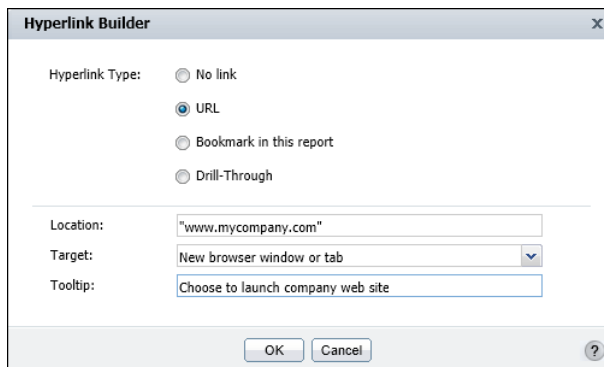 Hyperlink Builder x
Hyperlink Type: No link
URL
Bookmark in this report
Drill-Through
Location: "www.mycompany.com"
Target: New browser window or tab
Tooltip: Choose to launch company web site
OK Cancel ?